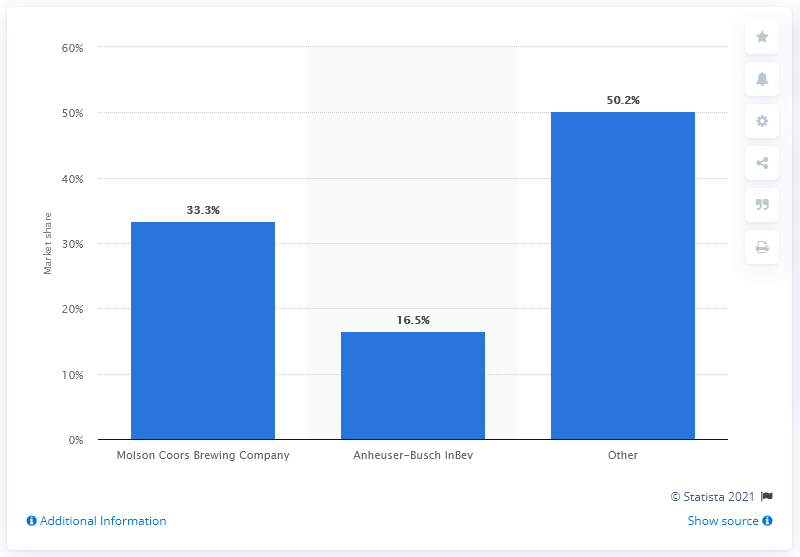 60%
50%
40%
30%
20%
10%
0%
Market share
33.3%
16.5%
50.2%
Molson Coors Brewing Company
Anheuser-Busch InBev
Other
© Statista 2021
Additional Information
Show source